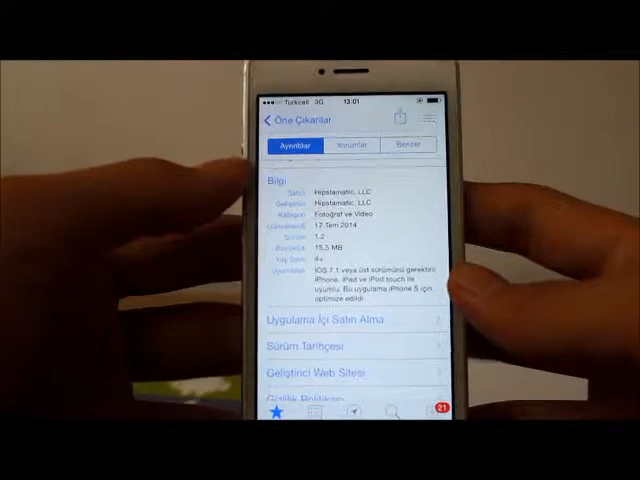 Turkcell 3G 13:01
Öne Çıkarılar
Ayrıntılar Yorumlar Benzer
Bilgi
Satıcı Hipstamatic, LLC
Geliştirici Hipstamatic, LLC
Kategori Fotoğraf ve Video
Güncellendi 17 Tem 2014
Sürüm 1.2
Büyüklük 15,5 MB
Yaş Sınırı 4+
Uyumluluk iOS 7.1 veya üst sürümünü gerektirir.
iPhone, iPad ve iPod touch ile
uyumlu. Bu uygulama iPhone 5 için
optimize edildi.
Uygulama İçi Satın Alma
Sürüm Tarihçesi
Geliştirici Web Sitesi
Gizlilik Politikası
21